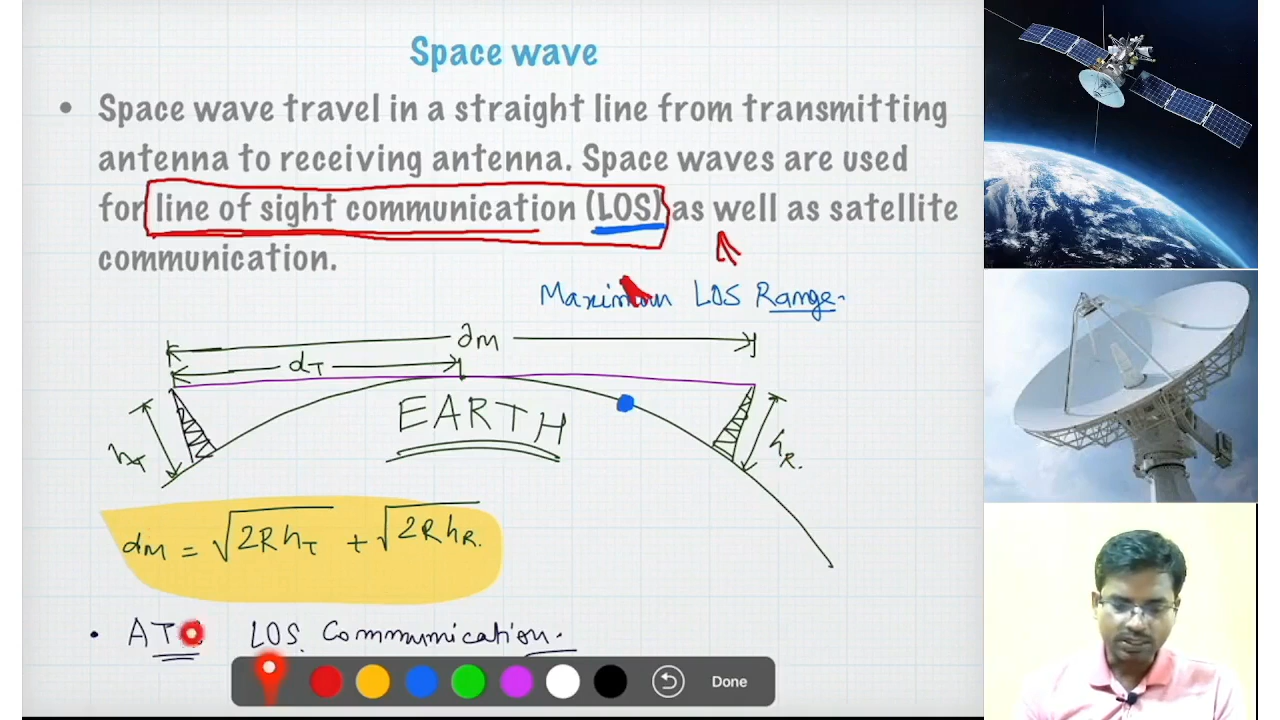 Space wave
• Space wave travel in a straight line from transmitting
antenna to receiving antenna. Space waves are used
for line of sight communication (LOS) as well as satellite
communication.
Maximum LOS Range.
dM
dT
EARTH
hT
hR.
dM = √2RhT + √2RhR.
• AT LOS Communication.
Done